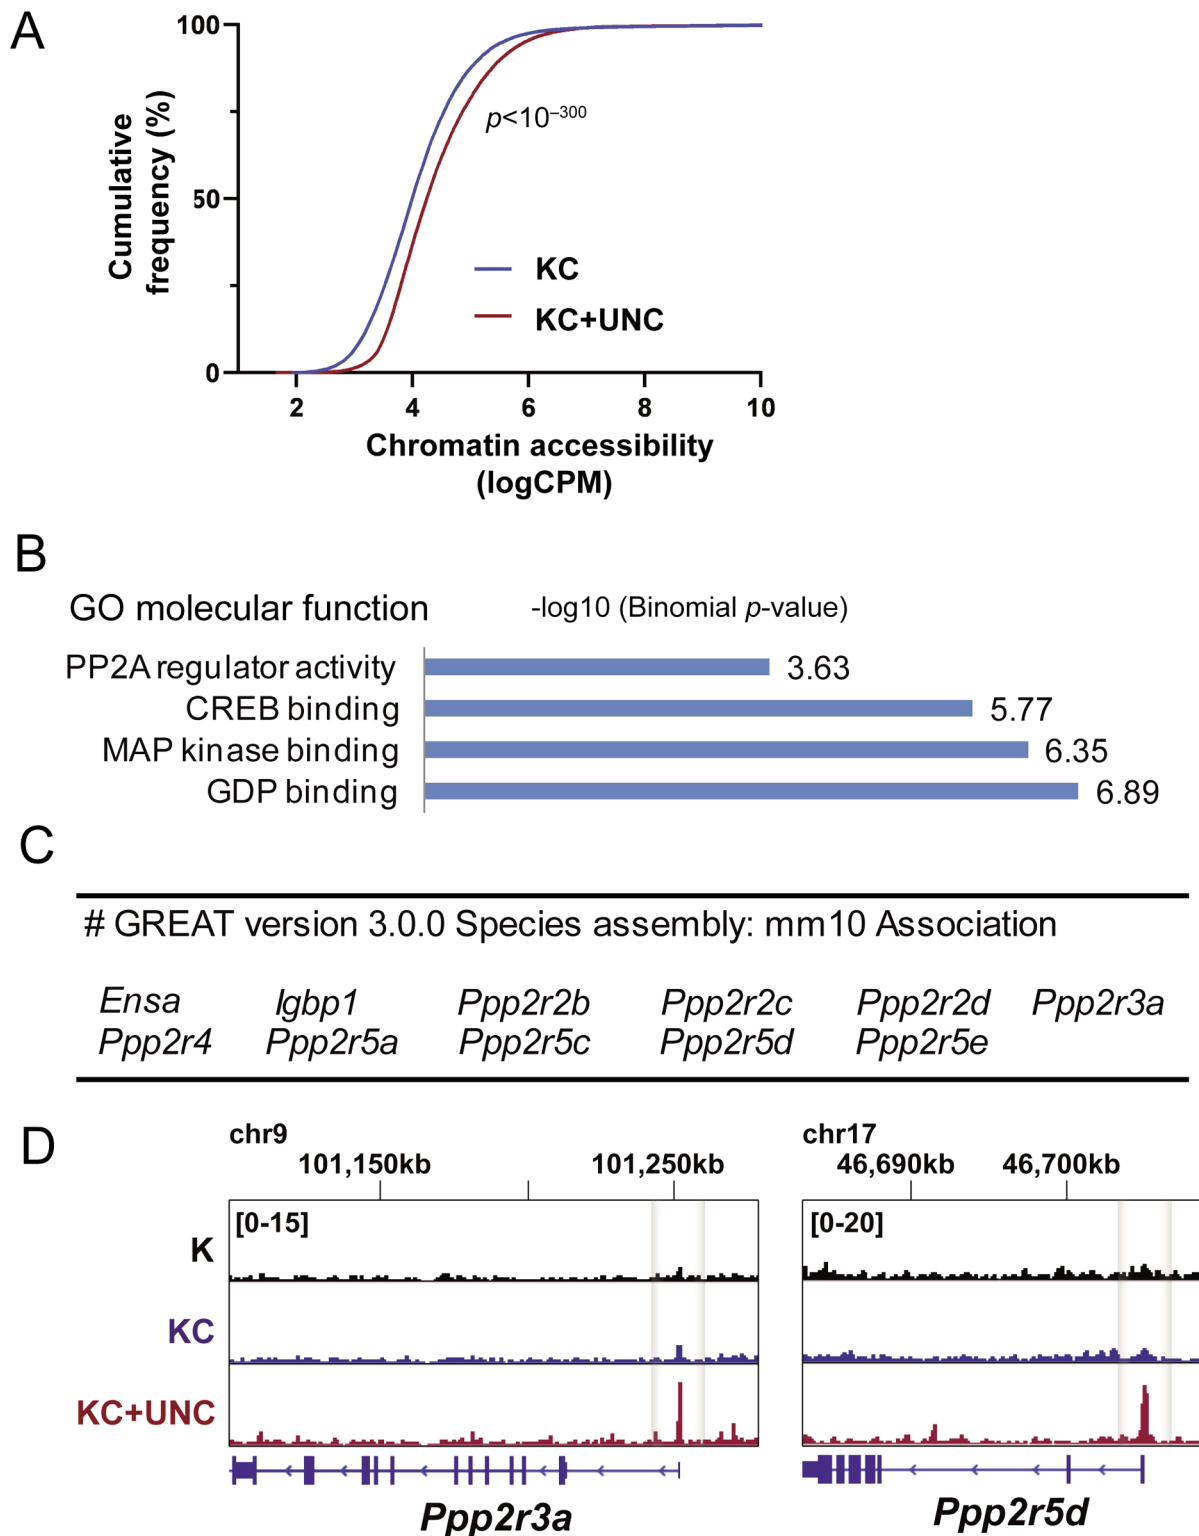 A
100
50
0
Cumulative
frequency (%)
p<10−300
KC
KC+UNC
2 4 6 8 10
Chromatin accessibility
(logCPM)
B
GO molecular function -log10 (Binomial p-value)
PP2A regulator activity 3.63
CREB binding 5.77
MAP kinase binding 6.35
GDP binding 6.89
C
# GREAT version 3.0.0 Species assembly: mm10 Association
Ensa Igbp1 Ppp2r2b Ppp2r2c Ppp2r2d Ppp2r3a
Ppp2r4 Ppp2r5a Ppp2r5c Ppp2r5d Ppp2r5e
D
chr9 chr17
101,150kb 101,250kb 46,690kb 46,700kb
[0-15] [0-20]
K
KC
KC+UNC
Ppp2r3a Ppp2r5d